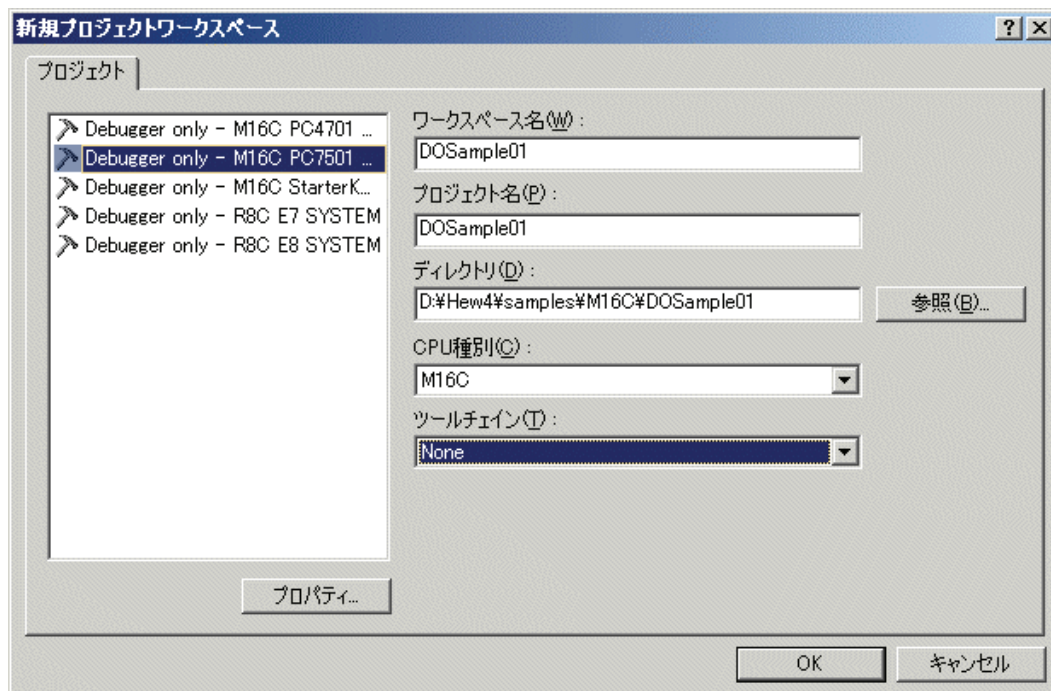 新規プロジェクトワークスペース
プロジェクト
Debugger only - M16C PC4701 ...
Debugger only - M16C PC7501 ...
Debugger only - M16C StarterK...
Debugger only - R8C E7 SYSTEM
Debugger only - R8C E8 SYSTEM
プロパティ...
ワークスペース名(W) :
DOSample01
プロジェクト名(P) :
DOSample01
ディレクトリ(D) :
D:¥Hew4¥samples¥M16C¥DOSample01
参照(B)...
CPU種別(C) :
M16C
ツールチェイン(T) :
None
OK
キャンセル